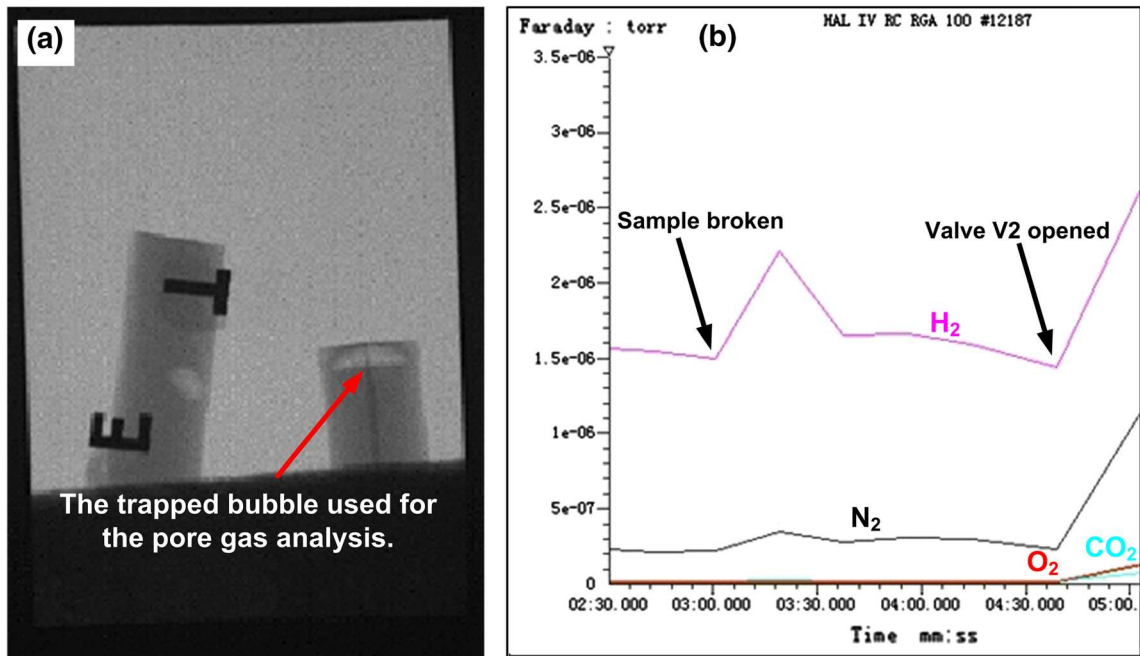 (a)
T
E
The trapped bubble used for
the pore gas analysis.
Faraday : torr
(b)
HAL IV RC RGA 100 #12187
3.5e-06
3e-06
2.5e-06
2e-06
1.5e-06
1e-06
5e-07
0
Sample broken
Valve V2 opened
H₂
N₂
O₂
CO₂
02:30.000
03:00.000
03:30.000
04:00.000
04:30.000
05:00.
Time mm:ss